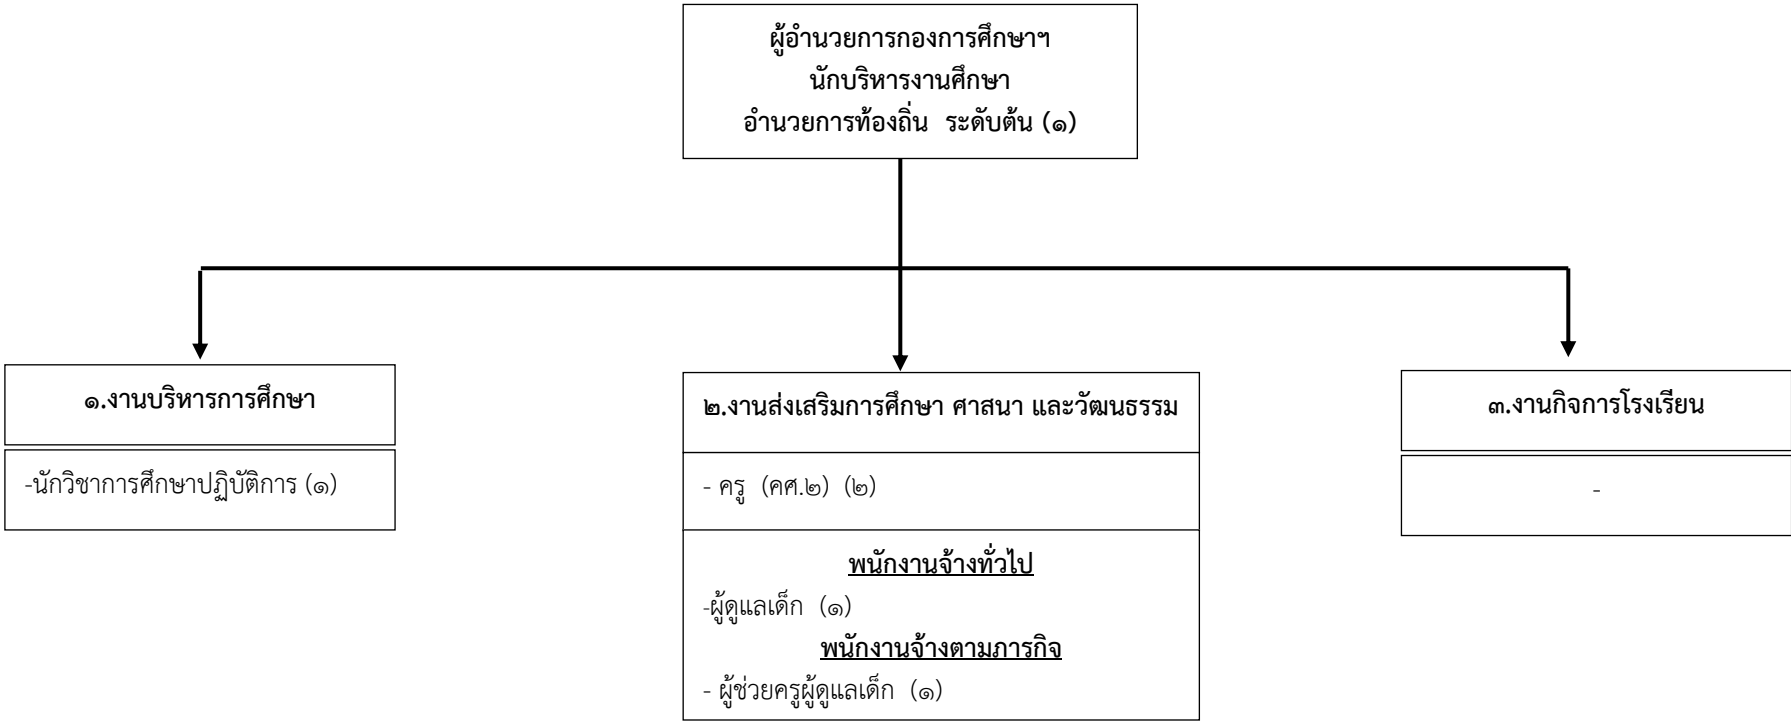 ผู้อำนวยการกองการศึกษาฯ
นักบริหารงานศึกษา
อำนวยการท้องถิ่น ระดับต้น (๑)
๑.งานบริหารการศึกษา
-นักวิชาการศึกษาปฏิบัติการ (๑)
๒.งานส่งเสริมการศึกษา ศาสนา และวัฒนธรรม
- ครู (คศ.๒) (๒)
พนักงานจ้างทั่วไป
-ผู้ดูแลเด็ก (๑)
พนักงานจ้างตามภารกิจ
- ผู้ช่วยครูผู้ดูแลเด็ก (๑)
๓.งานกิจการโรงเรียน
-